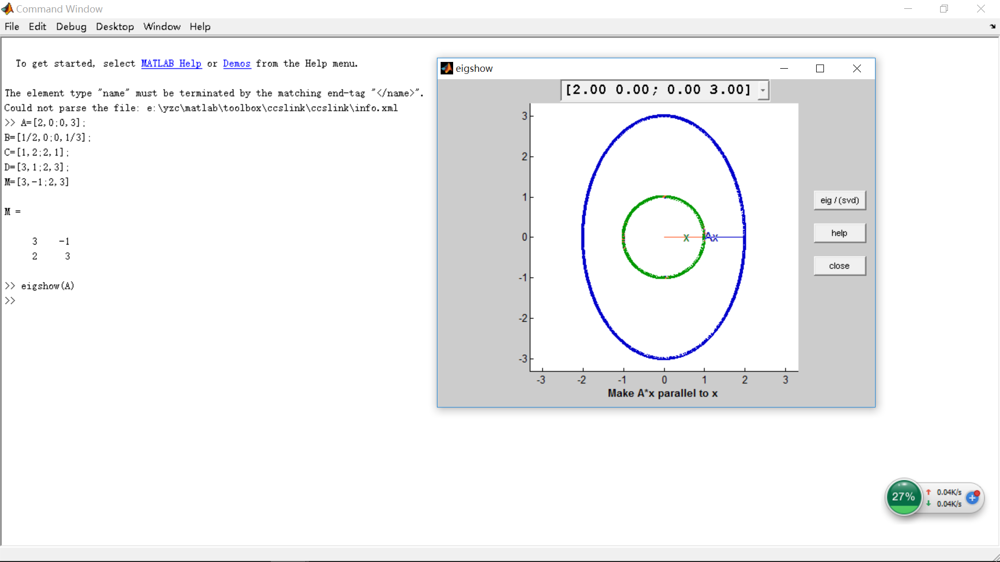 Command Window
File Edit Debug Desktop Window Help
To get started, select MATLAB Help or Demos from the Help menu.
The element type "name" must be terminated by the matching end-tag "</name>".
Could not parse the file: e:\yzc\matlab\toolbox\ccslink\ccslink\info.xml
>> A=[2,0;0,3];
B=[1/2,0;0,1/3];
C=[1,2;2,1];
D=[3,1;2,3];
M=[3,-1;2,3]
M =
3 -1
2 3
>> eigshow(A)
>>
eigshow
[2.00 0.00; 0.00 3.00]
3
2
1
0
-1
-2
-3
x
Ax
-3 -2 -1 0 1 2 3
Make A*x parallel to x
eig / (svd)
help
close
27%
0.04K/s
0.04K/s